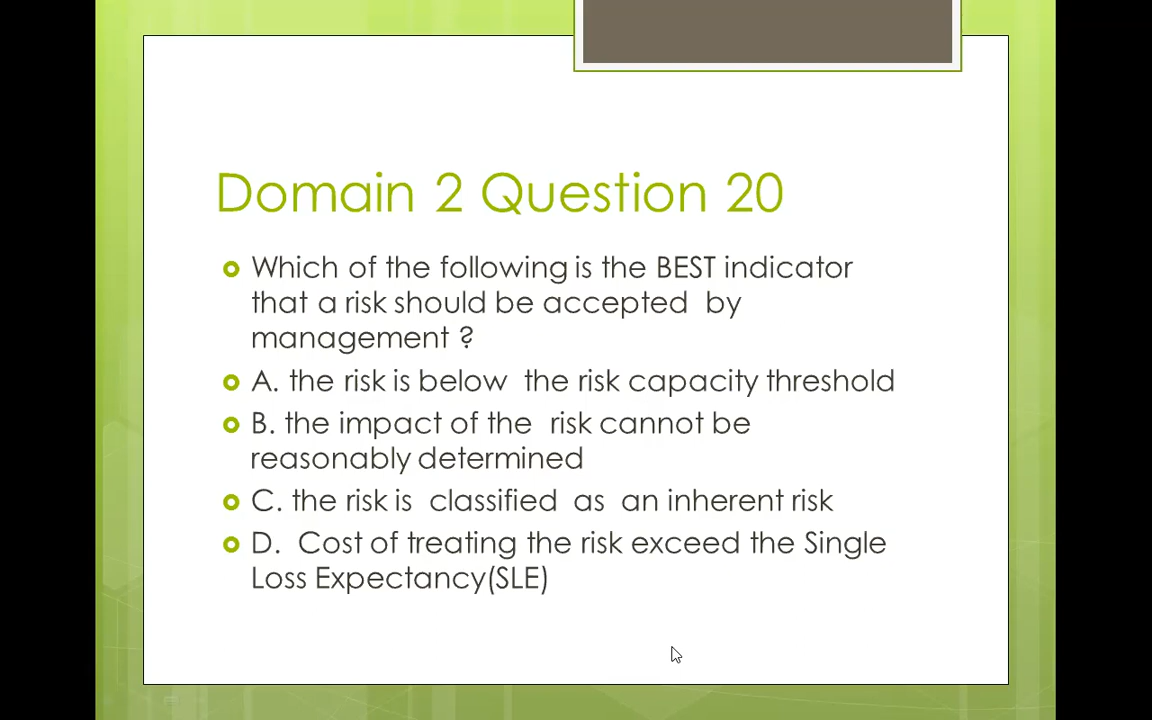 Domain 2 Question 20
Which of the following is the BEST indicator
that a risk should be accepted by
management ?
A. the risk is below the risk capacity threshold
B. the impact of the risk cannot be
reasonably determined
C. the risk is classified as an inherent risk
D. Cost of treating the risk exceed the Single
Loss Expectancy(SLE)